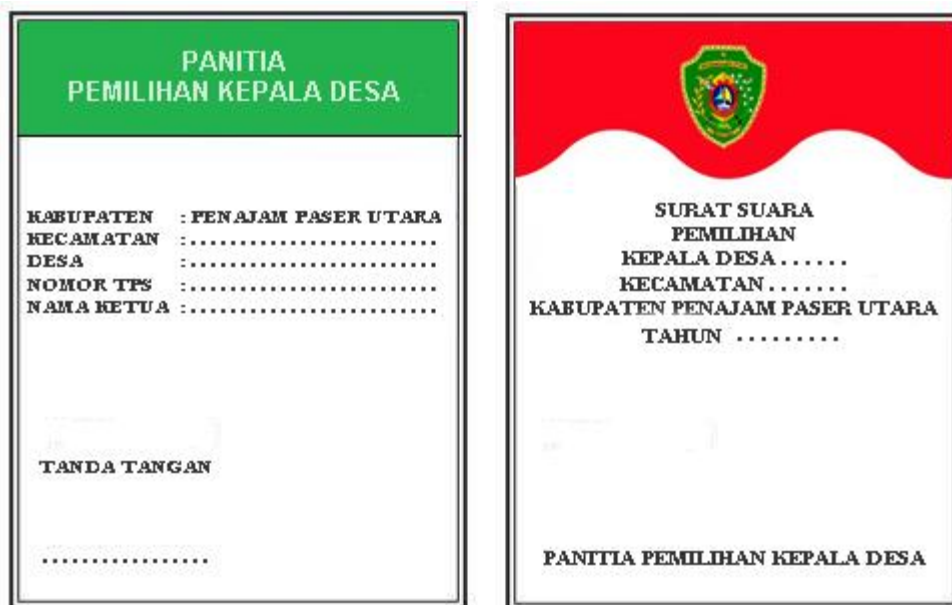 PANITIA
PEMILIHAN KEPALA DESA
KABUPATEN : PENAJAM PASER UTARA
KECAMATAN : .........................
DESA : .........................
NOMOR TPS : .........................
NAMA KETUA : .........................
TANDA TANGAN
.................
SURAT SUARA
PEMILIHAN
KEPALA DESA ......
KECAMATAN .......
KABUPATEN PENAJAM PASER UTARA
TAHUN .........
PANITIA PEMILIHAN KEPALA DESA